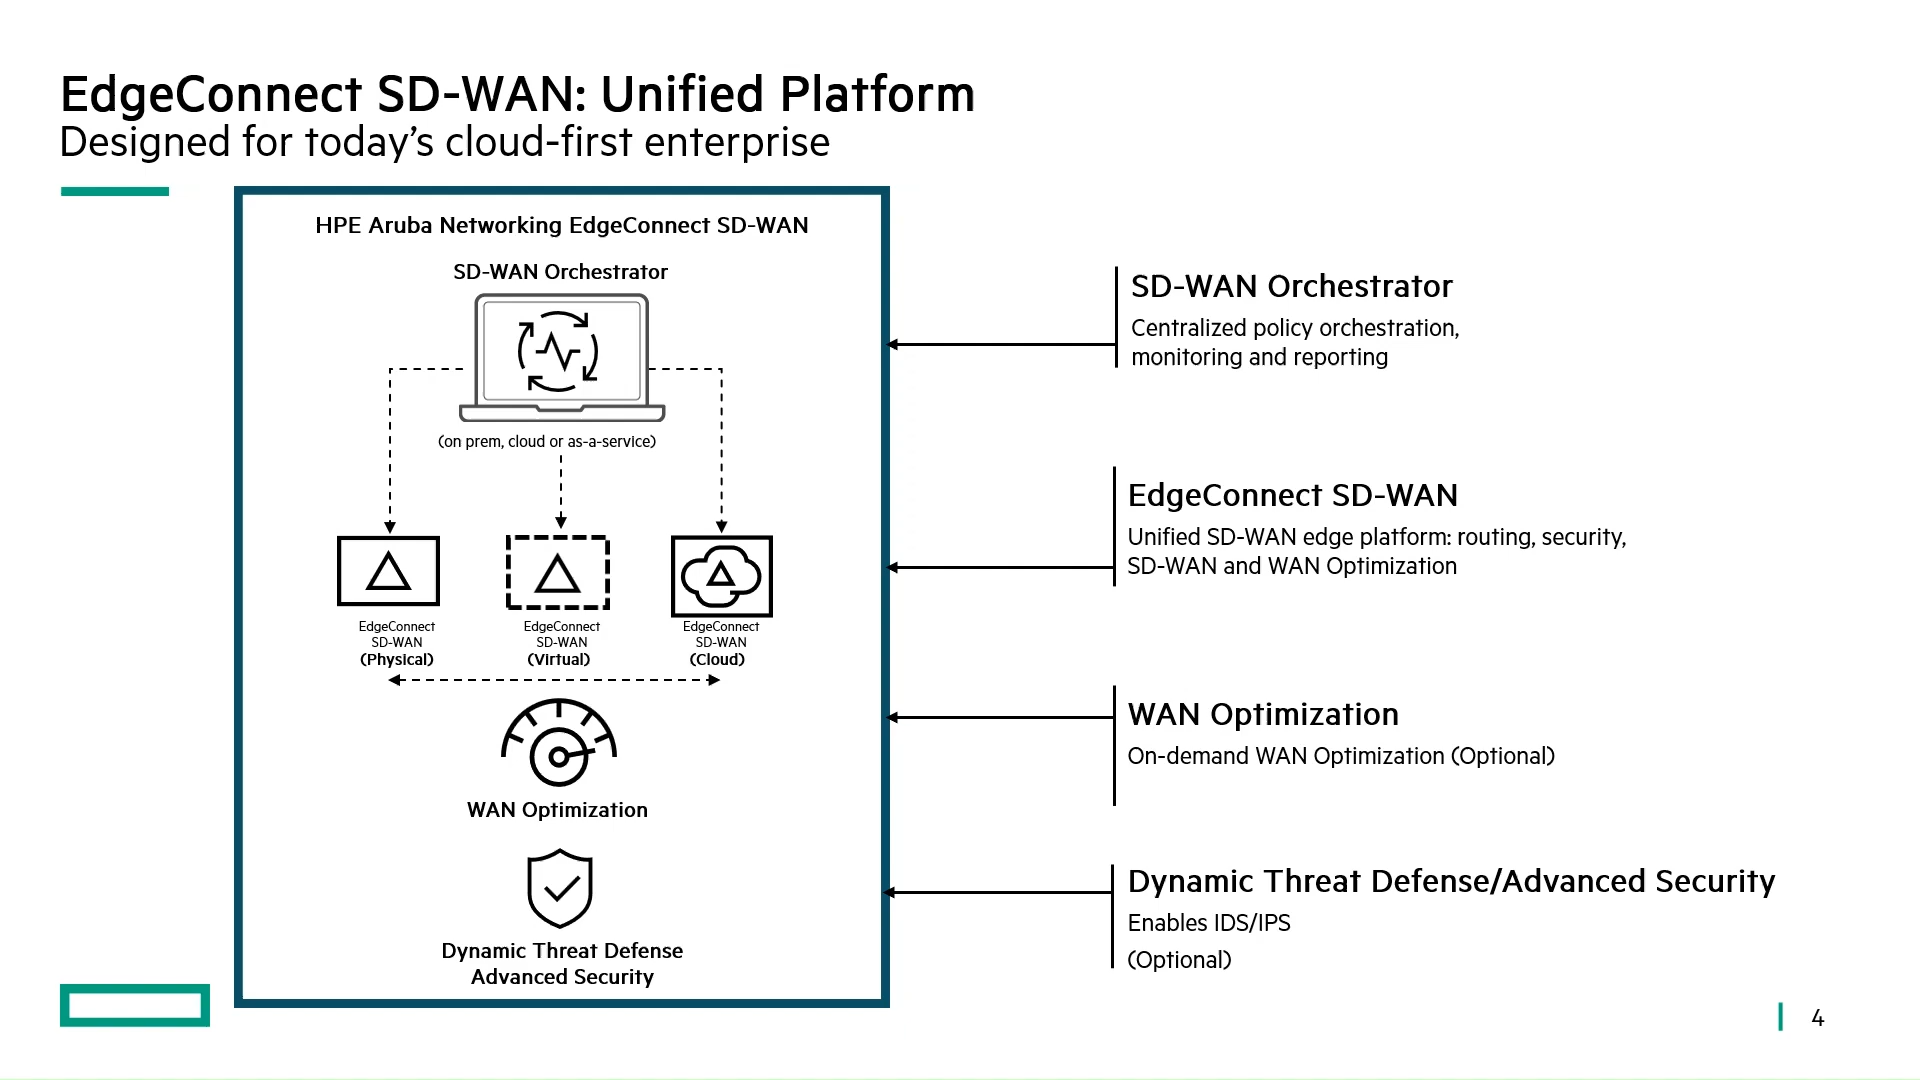 EdgeConnect SD-WAN: Unified Platform
Designed for today’s cloud-first enterprise
HPE Aruba Networking EdgeConnect SD-WAN
SD-WAN Orchestrator
(on prem, cloud or as-a-service)
EdgeConnect
SD-WAN
(Physical)
EdgeConnect
SD-WAN
(Virtual)
EdgeConnect
SD-WAN
(Cloud)
WAN Optimization
Dynamic Threat Defense
Advanced Security
SD-WAN Orchestrator
Centralized policy orchestration,
monitoring and reporting
EdgeConnect SD-WAN
Unified SD-WAN edge platform: routing, security,
SD-WAN and WAN Optimization
WAN Optimization
On-demand WAN Optimization (Optional)
Dynamic Threat Defense/Advanced Security
Enables IDS/IPS
(Optional)
4